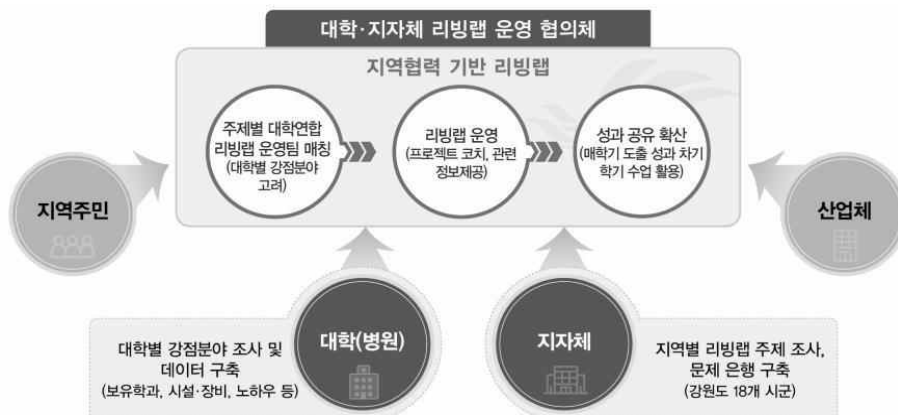 대학·지자체 리빙랩 운영 협의체
지역협력 기반 리빙랩
주제별 대학연합
리빙랩 운영팀 매칭
(대학별 강점분야
고려)
리빙랩 운영
(프로젝트 코치, 관련
정보제공)
성과 공유 확산
(매학기 도출 성과 차기
학기 수업 활용)
지역주민
산업체
대학(병원)
지자체
대학별 강점분야 조사 및
데이터 구축
(보유학과, 시설·장비, 노하우 등)
지역별 리빙랩 주제 조사,
문제 은행 구축
(강원도 18개 시군)